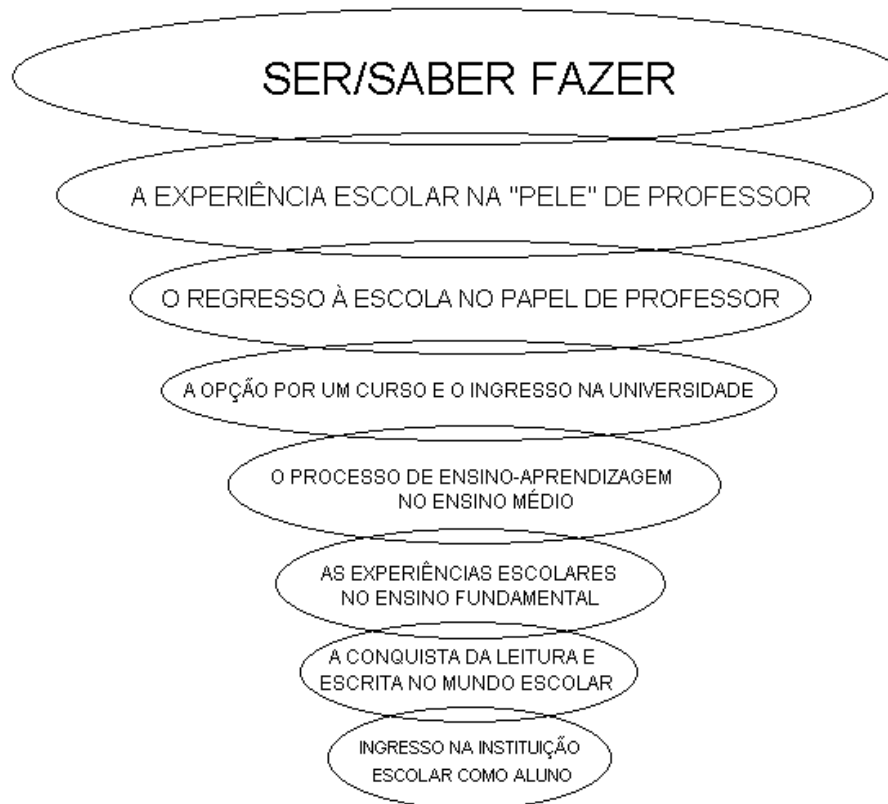 SER/SABER FAZER
A EXPERIÊNCIA ESCOLAR NA "PELE" DE PROFESSOR
O REGRESSO À ESCOLA NO PAPEL DE PROFESSOR
A OPÇÃO POR UM CURSO E O INGRESSO NA UNIVERSIDADE
O PROCESSO DE ENSINO-APRENDIZAGEM
NO ENSINO MÉDIO
AS EXPERIÊNCIAS ESCOLARES
NO ENSINO FUNDAMENTAL
A CONQUISTA DA LEITURA E
ESCRITA NO MUNDO ESCOLAR
INGRESSO NA INSTITUIÇÃO
ESCOLAR COMO ALUNO